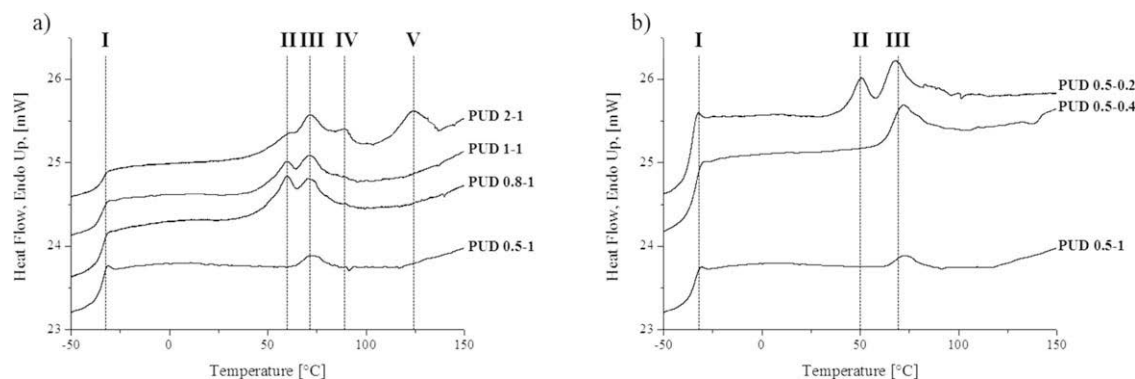 a)
I II III IV V
26
25
24
23
-50 0 50 100 150
Heat Flow, Endo Up, [mW]
Temperature [°C]
PUD 2-1
PUD 1-1
PUD 0.8-1
PUD 0.5-1
b)
I II III
26
25
24
23
-50 0 50 100 150
Heat Flow, Endo Up, [mW]
Temperature [°C]
PUD 0.5-0.2
PUD 0.5-0.4
PUD 0.5-1